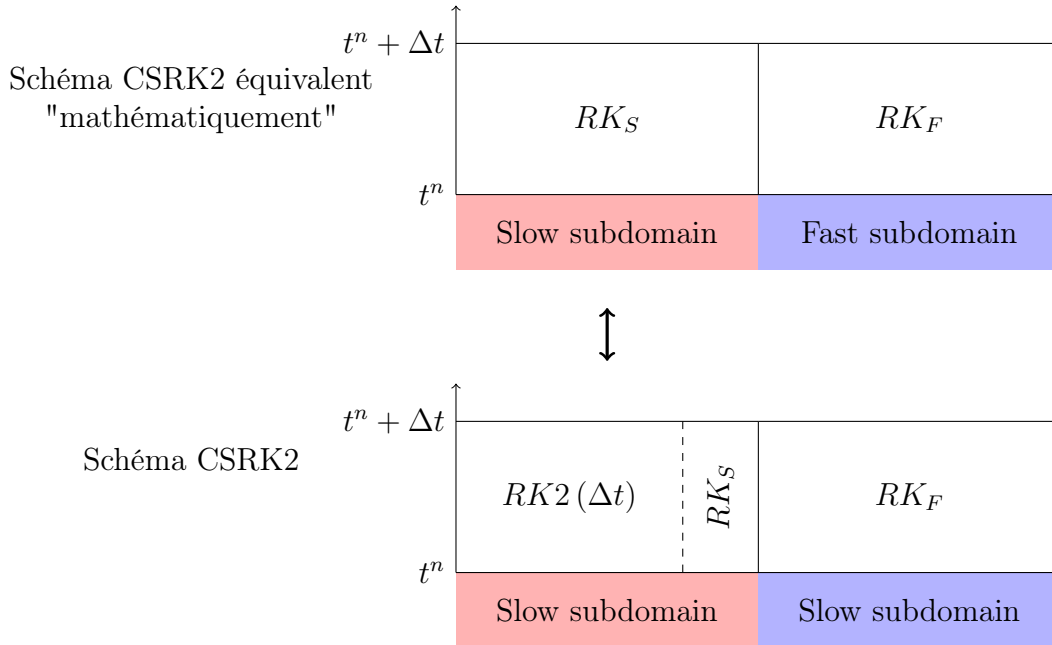 t^n + Δt
Schéma CSRK2 équivalent
"mathématiquement"
RK_S
RK_F
t^n
Slow subdomain
Fast subdomain
t^n + Δt
Schéma CSRK2
RK2 (Δt)
RK_S
RK_F
t^n
Slow subdomain
Slow subdomain